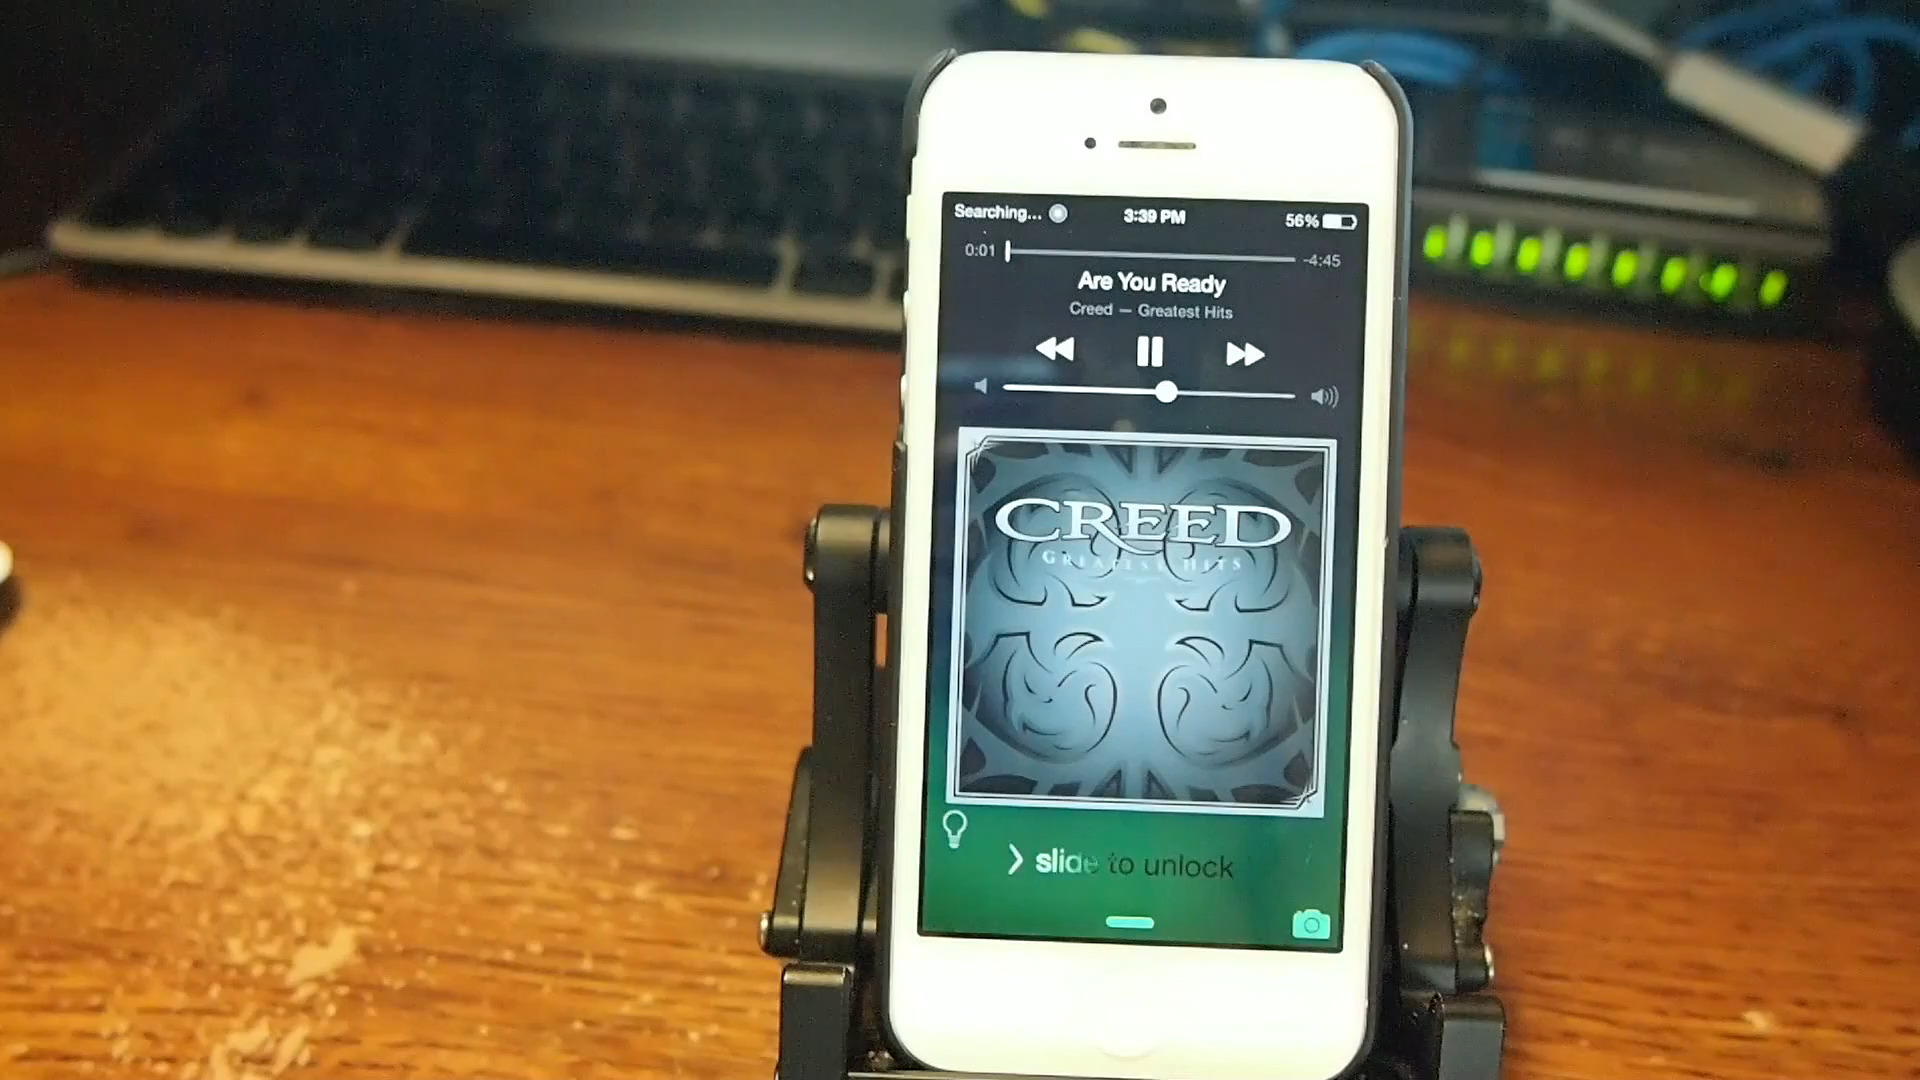 Searching... 3:39 PM 56%
0:01 -4:45
Are You Ready
Creed — Greatest Hits
CREED
GREATEST HITS
slide to unlock